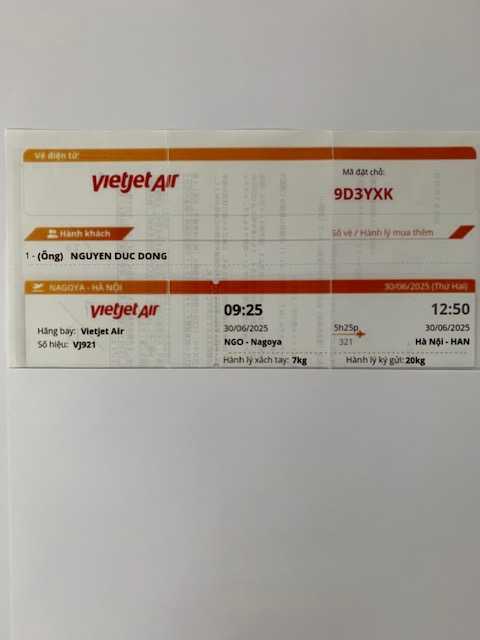 Vé điện tử
vietjet Air
Mã đặt chỗ:
9D3YXK
Hành khách
Số vé / Hành lý mua thêm
1 - (Ông) NGUYEN DUC DONG
NAGOYA - HÀ NỘI
30/06/2025 (Thứ Hai)
vietjet Air
09:25
12:50
Hãng bay: Vietjet Air
30/06/2025
5h25p
30/06/2025
Số hiệu: VJ921
NGO - Nagoya
321
Hà Nội - HAN
Hành lý xách tay: 7kg
Hành lý ký gửi: 20kg